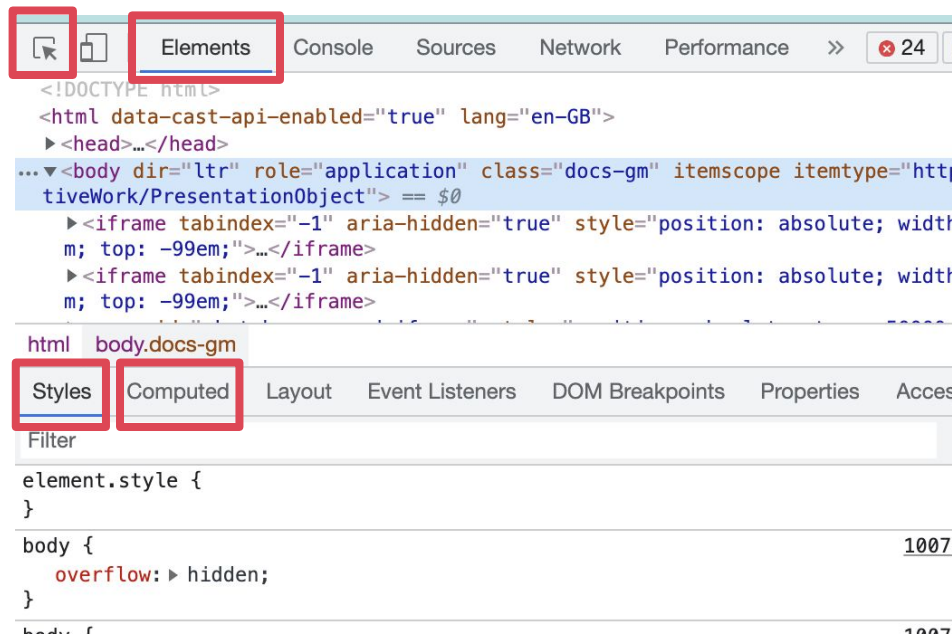 Elements Console Sources Network Performance » 24
<!DOCTYPE html>
<html data-cast-api-enabled="true" lang="en-GB">
▶<head>…</head>
…▼<body dir="ltr" role="application" class="docs-gm" itemscope itemtype="http
tiveWork/PresentationObject"> == $0
▶<iframe tabindex="-1" aria-hidden="true" style="position: absolute; width
m; top: -99em;">…</iframe>
▶<iframe tabindex="-1" aria-hidden="true" style="position: absolute; width
m; top: -99em;">…</iframe>
html body.docs-gm
Styles Computed Layout Event Listeners DOM Breakpoints Properties Acces
Filter
element.style {
}
body { 1007
overflow: ▶ hidden;
}
body { 1007